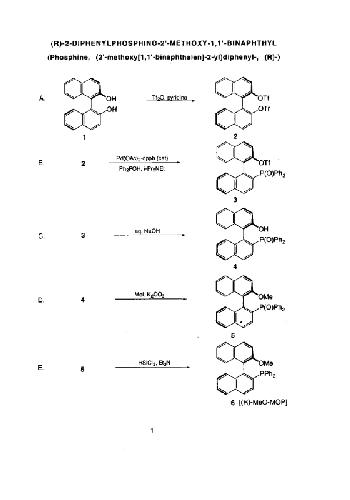 (R)-2-DIPHENYLPHOSPHINO-2'-METHOXY-1,1'-BINAPHTHYL
(Phosphine, (2'-methoxy[1,1'-binaphthalen]-2-yl)diphenyl-, (R)-)
A.
OH
OH
1
Tf₂O, pyridine
OTf
OTf
2
B.
2
Pd(OAc)₂-dppb (cat)
Ph₂POH, i-Pr₂NEt
OTf
P(O)Ph₂
3
C.
3
aq. NaOH
OH
P(O)Ph₂
4
D.
4
MeI, K₂CO₃
OMe
P(O)Ph₂
5
E.
5
HSiCl₃, Et₃N
OMe
PPh₂
6 [(R)-MeO-MOP]
1